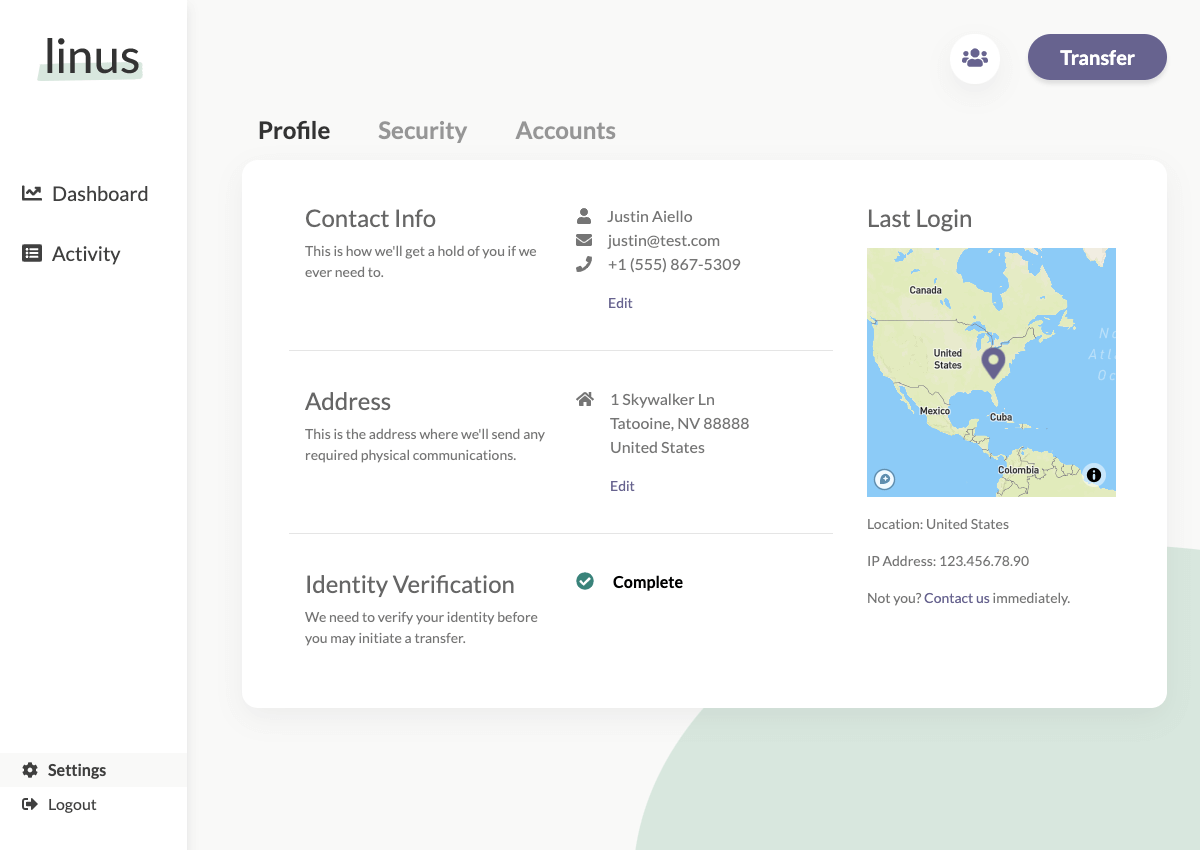 linus
Transfer
Dashboard
Activity
Settings
Logout
Profile
Security
Accounts
Contact Info
This is how we'll get a hold of you if we
ever need to.
Justin Aiello
justin@test.com
+1 (555) 867-5309
Edit
Address
This is the address where we'll send any
required physical communications.
1 Skywalker Ln
Tatooine, NV 88888
United States
Edit
Identity Verification
We need to verify your identity before
you may initiate a transfer.
Complete
Last Login
Canada
United
States
Mexico
Cuba
Colombia
No
Atl
Oc
Location: United States
IP Address: 123.456.78.90
Not you? Contact us immediately.